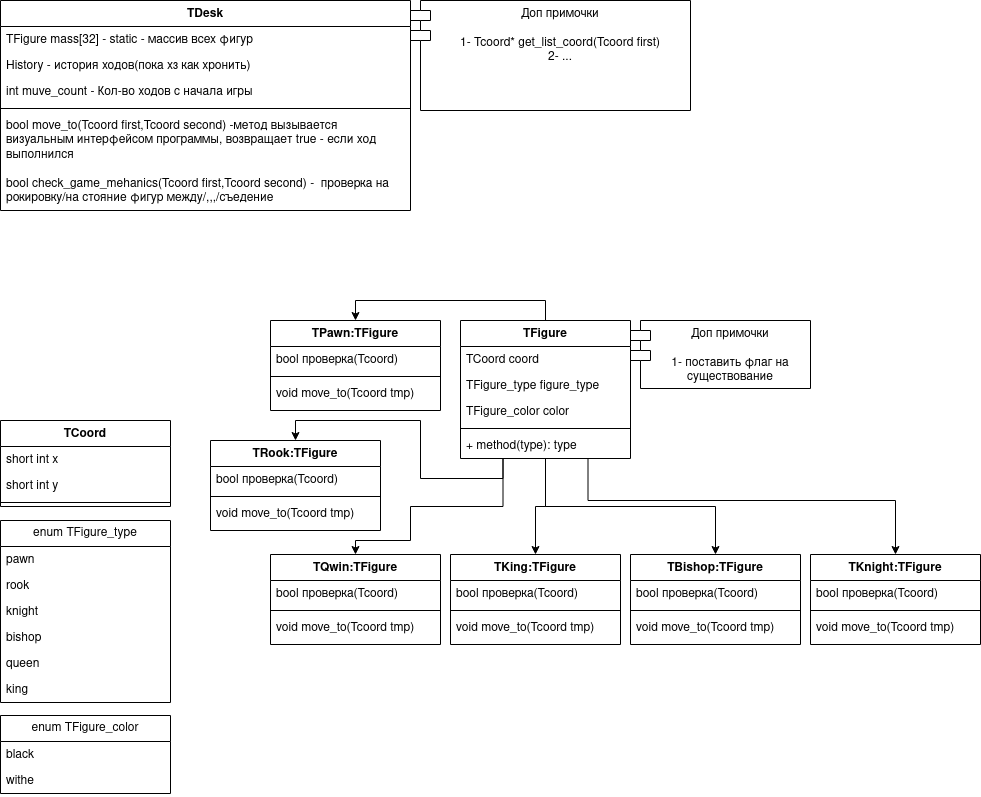 TDesk
TFigure mass[32] - static - массив всех фигур
History - история ходов(пока хз как хронить)
int muve_count - Кол-во ходов с начала игры
bool move_to(Tcoord first,Tcoord second) -метод вызывается
визуальным интерфейсом программы, возвращает true - если ход
выполнился
bool check_game_mehanics(Tcoord first,Tcoord second) - проверка на
рокировку/на стояние фигур между/,,,/съедение
Доп примочки
1- Tcoord* get_list_coord(Tcoord first)
2- ...
TPawn:TFigure
bool проверка(Tcoord)
void move_to(Tcoord tmp)
TFigure
TCoord coord
TFigure_type figure_type
TFigure_color color
+ method(type): type
Доп примочки
1- поставить флаг на
существование
TCoord
short int x
short int y
TRook:TFigure
bool проверка(Tcoord)
void move_to(Tcoord tmp)
enum TFigure_type
pawn
rook
knight
bishop
queen
king
TQwin:TFigure
bool проверка(Tcoord)
void move_to(Tcoord tmp)
TKing:TFigure
bool проверка(Tcoord)
void move_to(Tcoord tmp)
TBishop:TFigure
bool проверка(Tcoord)
void move_to(Tcoord tmp)
TKnight:TFigure
bool проверка(Tcoord)
void move_to(Tcoord tmp)
enum TFigure_color
black
withe